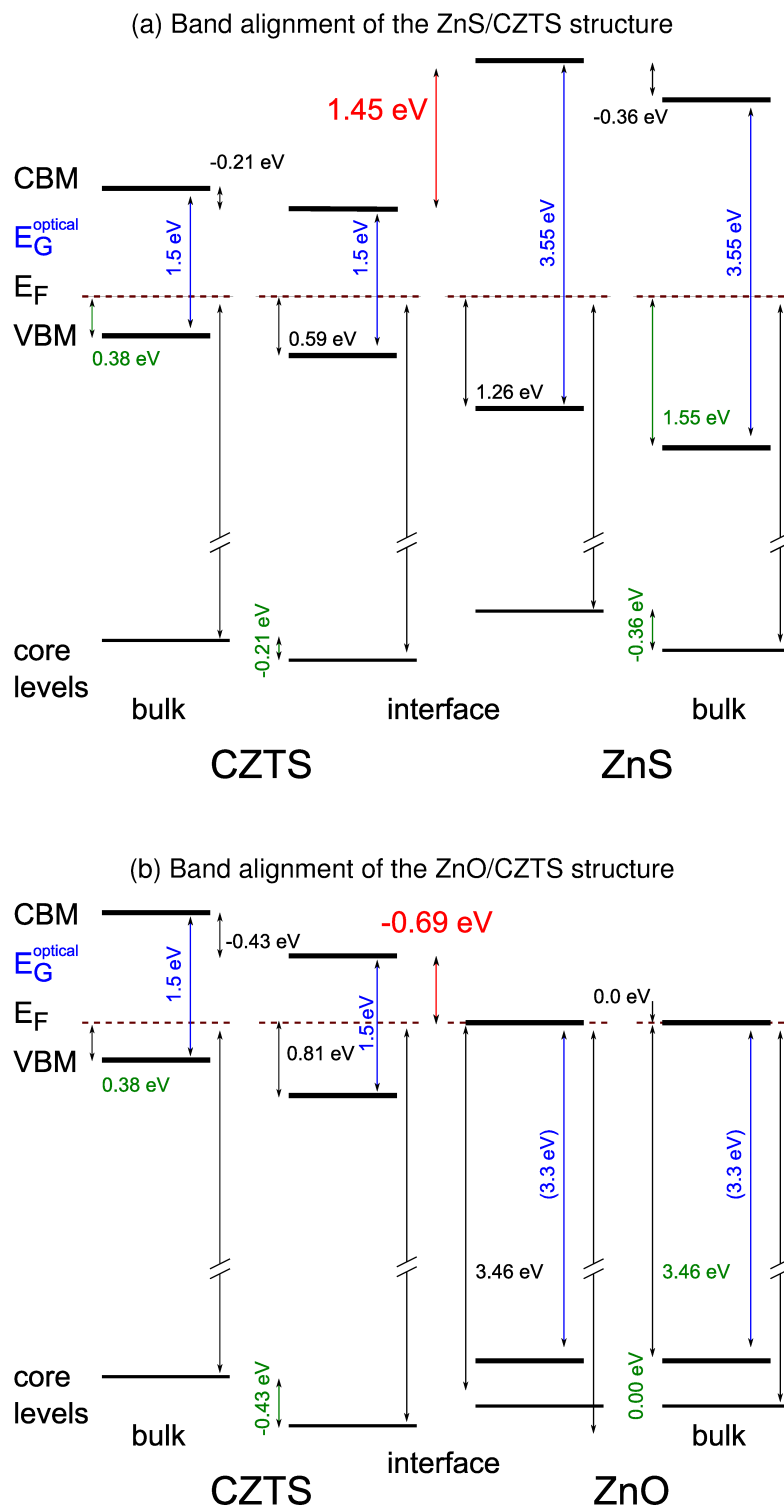 (a) Band alignment of the ZnS/CZTS structure
1.45 eV
-0.36 eV
-0.21 eV
CBM
E_G^optical
1.5 eV
1.5 eV
3.55 eV
3.55 eV
E_F
VBM
0.38 eV
0.59 eV
1.26 eV
1.55 eV
-0.21 eV
-0.36 eV
core
levels
bulk
interface
bulk
CZTS
ZnS
(b) Band alignment of the ZnO/CZTS structure
CBM
-0.69 eV
-0.43 eV
E_G^optical
1.5 eV
1.5 eV
0.0 eV
E_F
VBM
0.38 eV
0.81 eV
(3.3 eV)
(3.3 eV)
3.46 eV
3.46 eV
-0.43 eV
0.00 eV
core
levels
bulk
interface
bulk
CZTS
ZnO